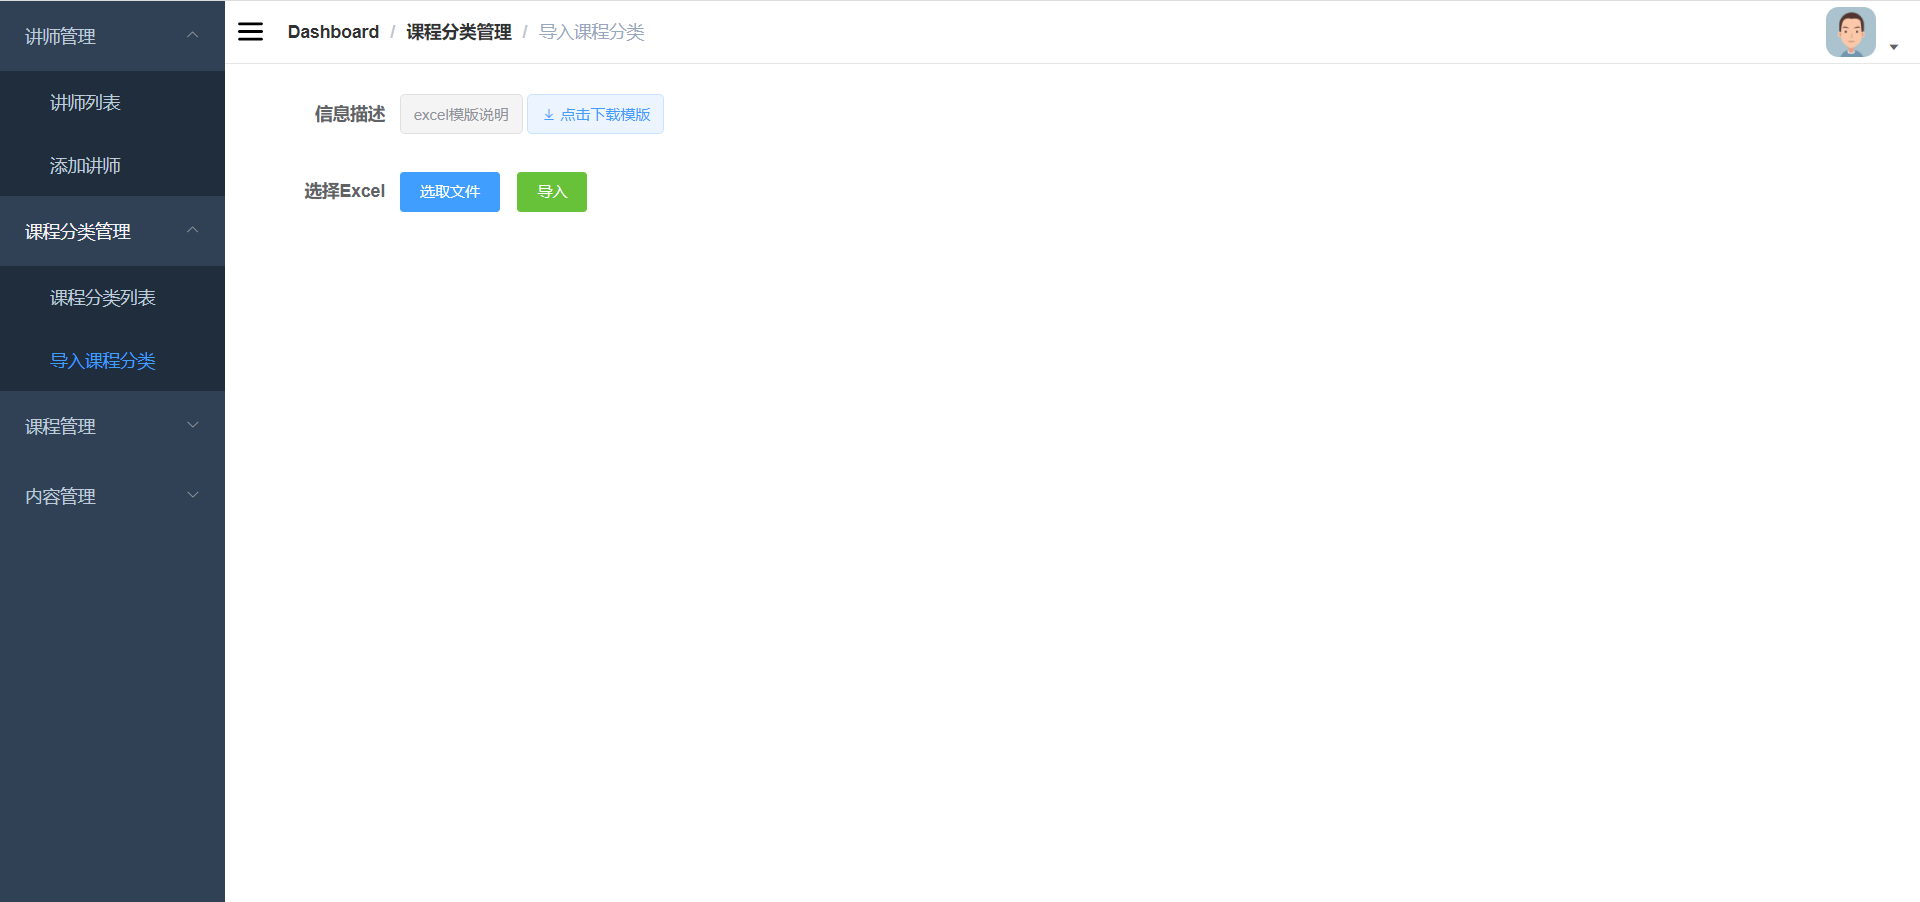 讲师管理
讲师列表
添加讲师
课程分类管理
课程分类列表
导入课程分类
课程管理
内容管理
Dashboard / 课程分类管理 / 导入课程分类
信息描述 excel模版说明 点击下载模版
选择Excel 选取文件 导入